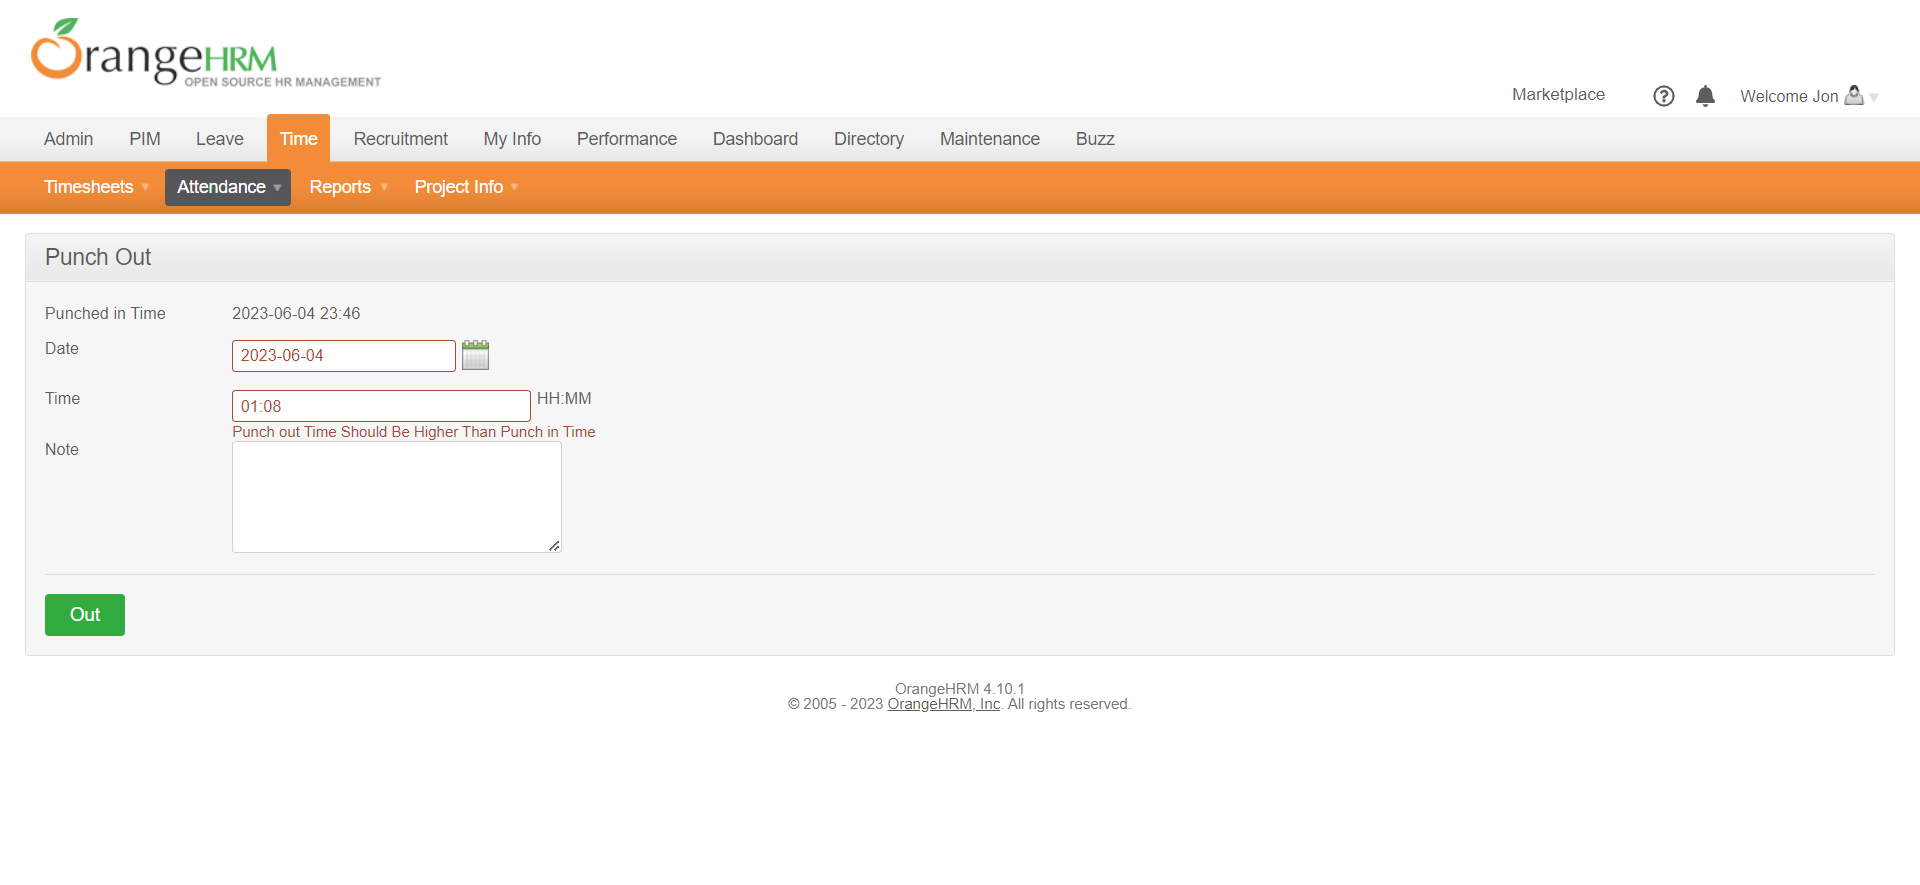 OrangeHRM
OPEN SOURCE HR MANAGEMENT
Marketplace
Welcome Jon
Admin PIM Leave Time Recruitment My Info Performance Dashboard Directory Maintenance Buzz
Timesheets Attendance Reports Project Info
Punch Out
Punched in Time 2023-06-04 23:46
Date 2023-06-04
Time 01:08 HH:MM
Punch out Time Should Be Higher Than Punch in Time
Note
Out
OrangeHRM 4.10.1
© 2005 - 2023 OrangeHRM, Inc. All rights reserved.